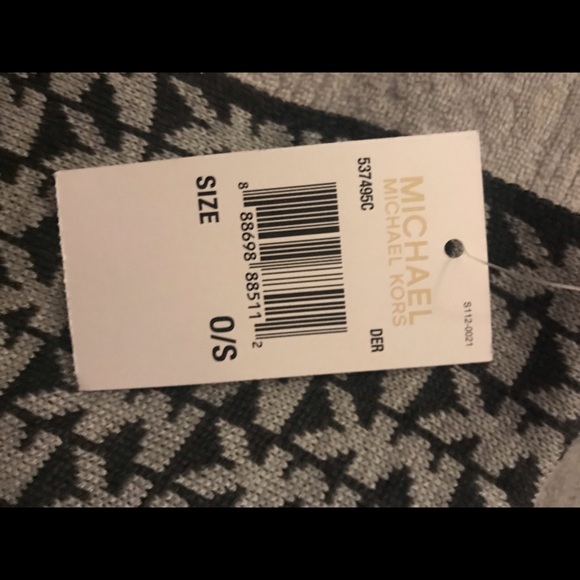 S112-0021
MICHAEL
MICHAEL KORS
537495C DER
8 88698 88511 2
SIZE O/S